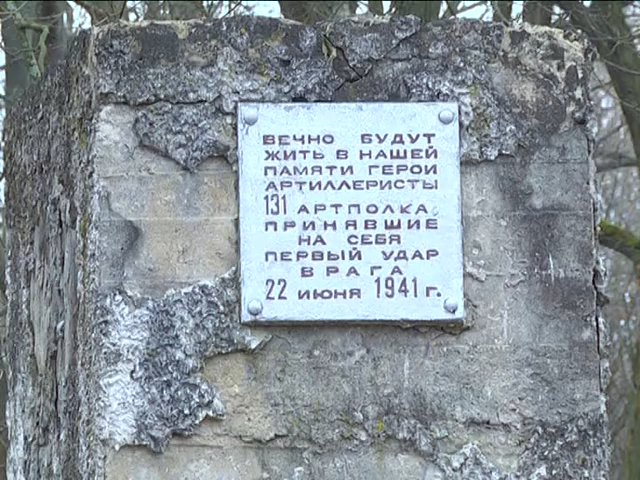 ВЕЧНО БУДУТ
ЖИТЬ В НАШЕЙ
ПАМЯТИ ГЕРОИ
АРТИЛЛЕРИСТЫ
131 АРТПОЛКА,
ПРИНЯВШИЕ
НА СЕБЯ
ПЕРВЫЙ УДАР
ВРАГА
22 ИЮНЯ 1941 Г.